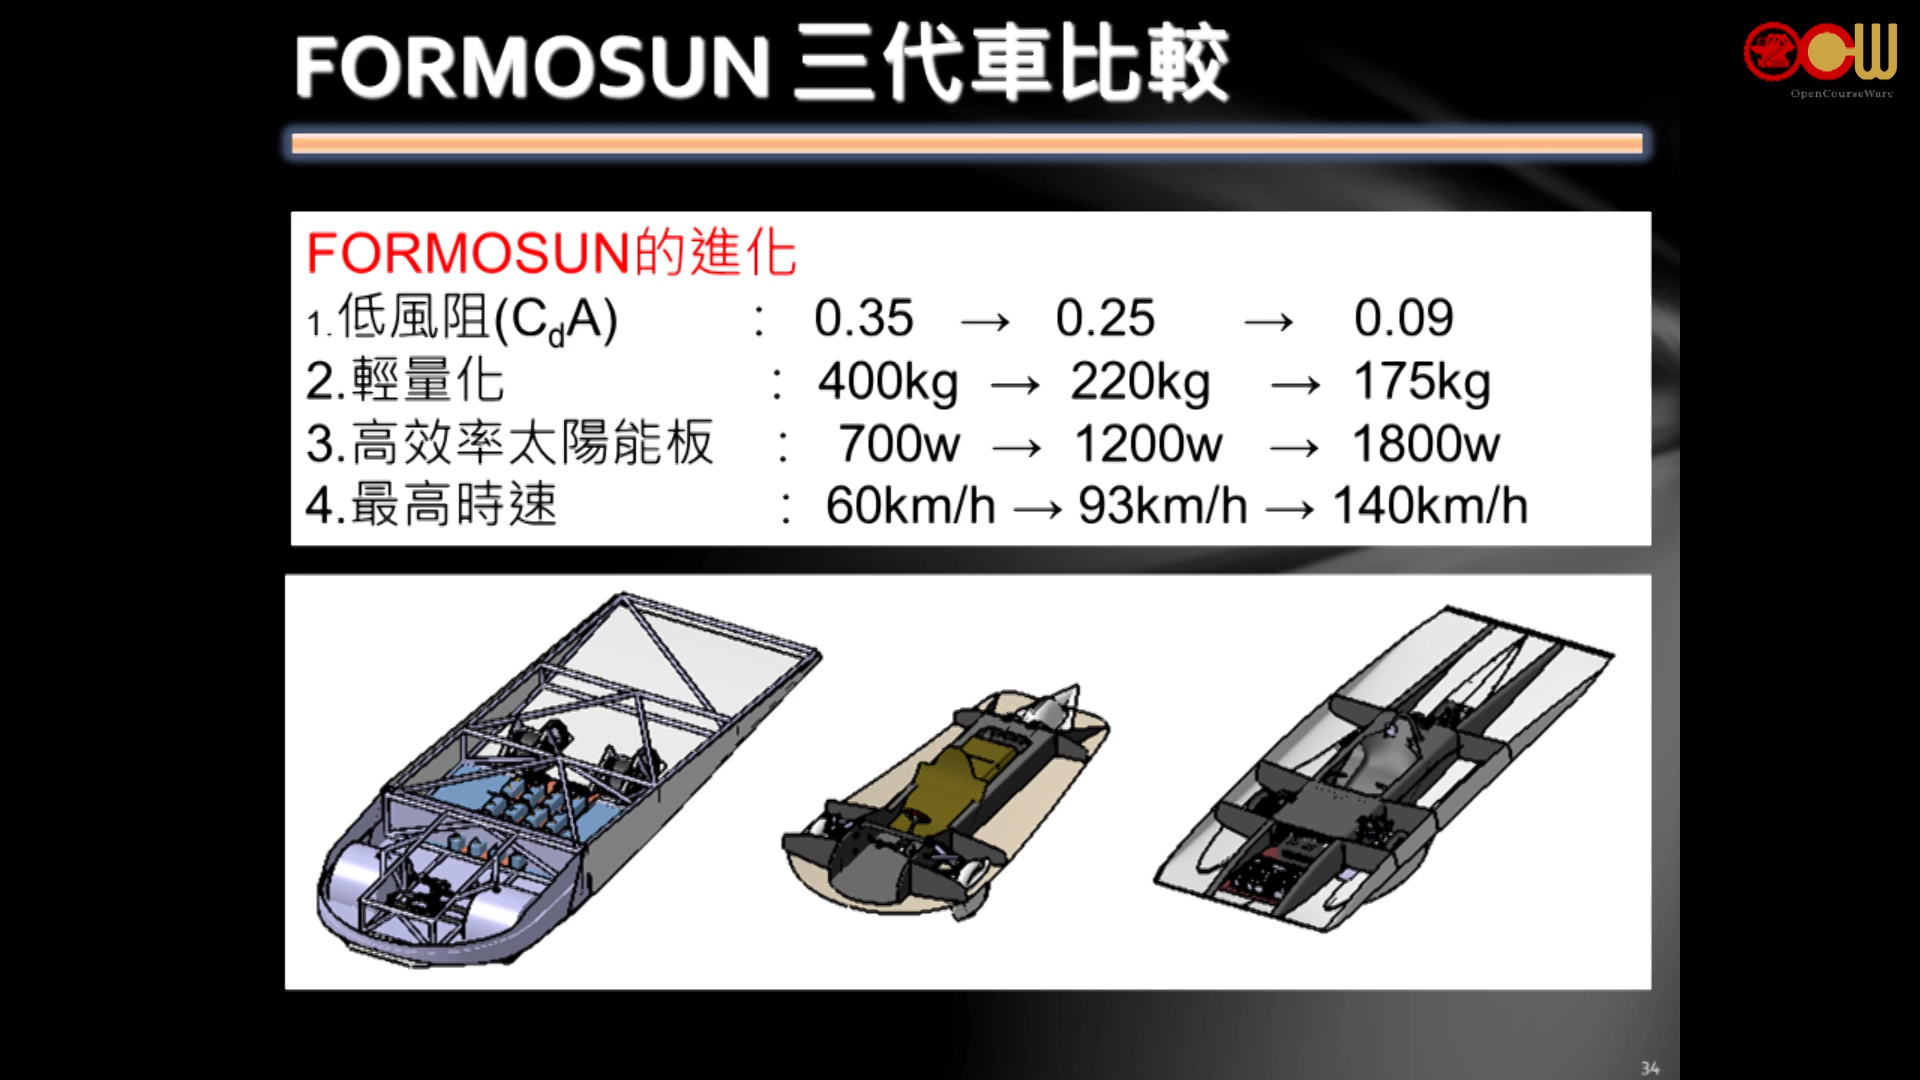 FORMOSUN 三代車比較
OpenCourseWare
FORMOSUN的進化
1.低風阻(CdA) : 0.35 → 0.25 → 0.09
2.輕量化 : 400kg → 220kg → 175kg
3.高效率太陽能板 : 700w → 1200w → 1800w
4.最高時速 : 60km/h → 93km/h → 140km/h
34